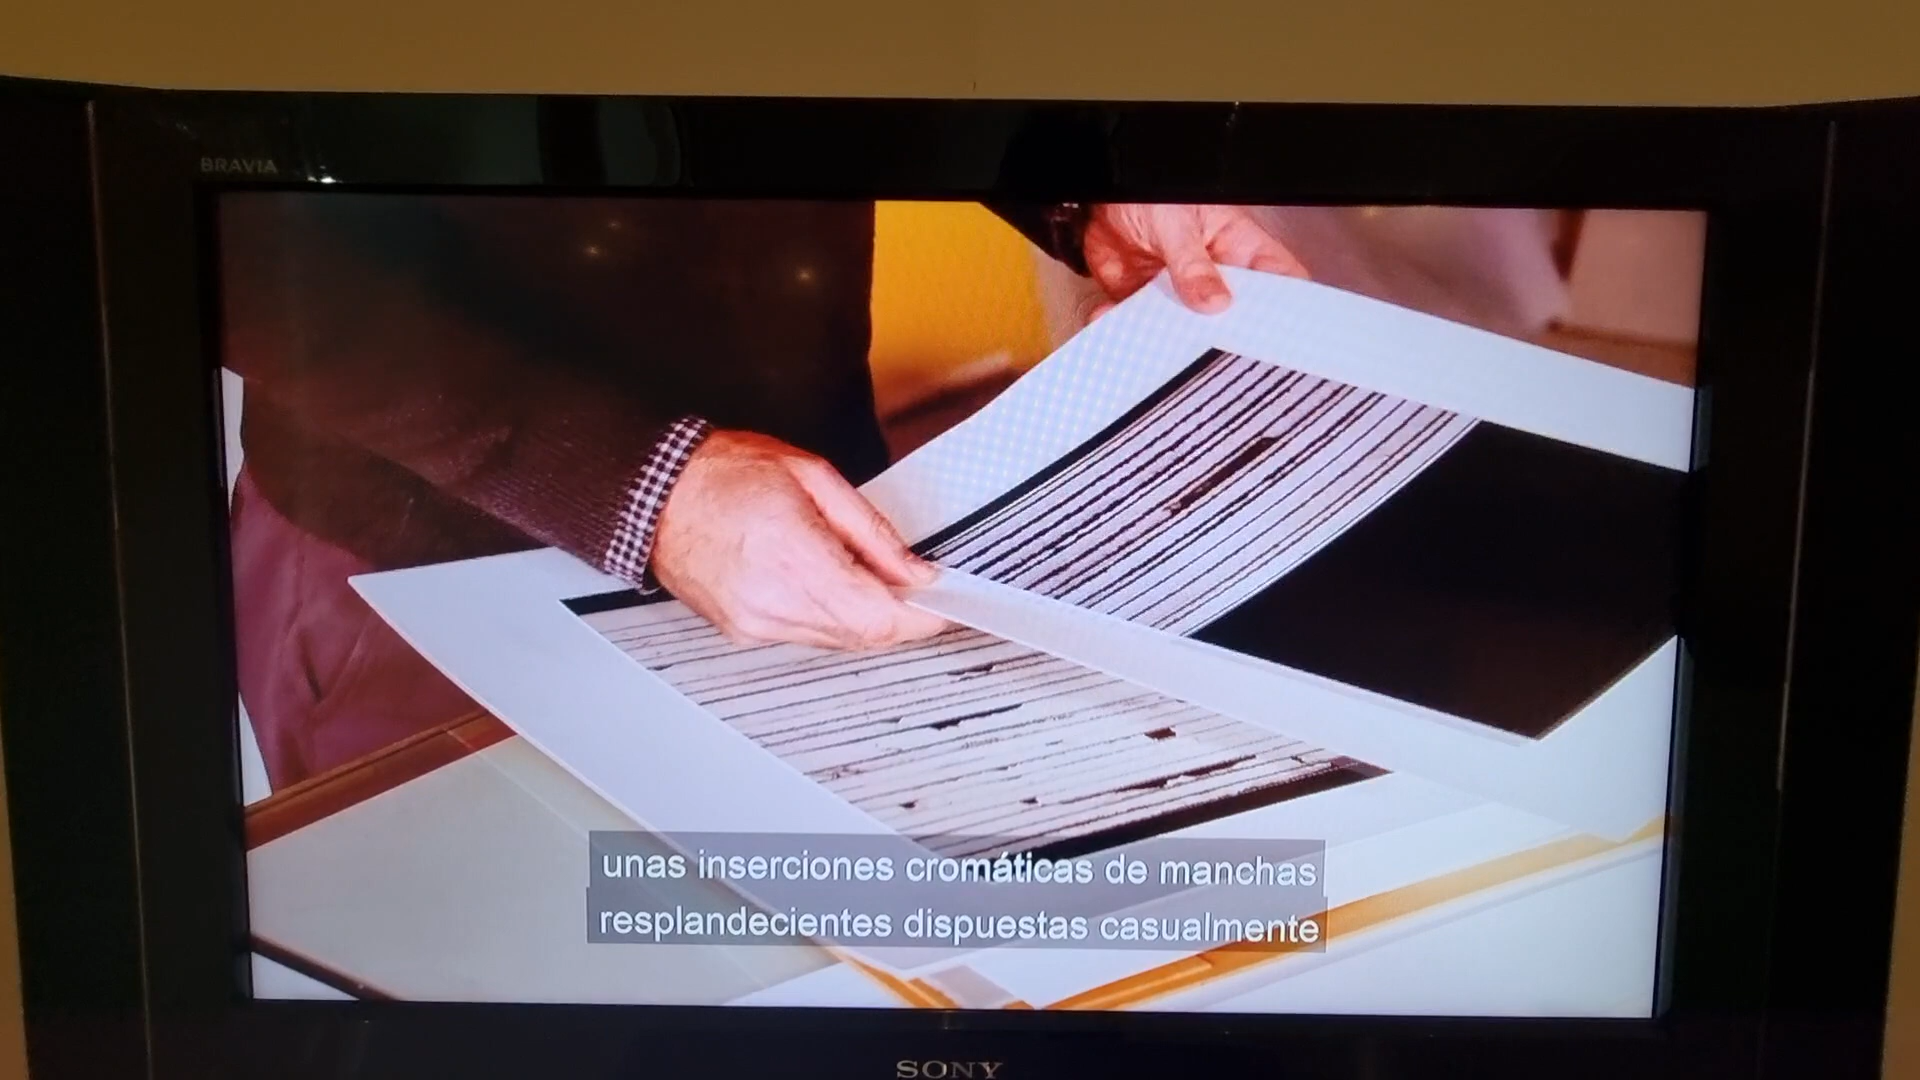 BRAVIA
unas inserciones cromáticas de manchas
resplandecientes dispuestas casualmente
SONY